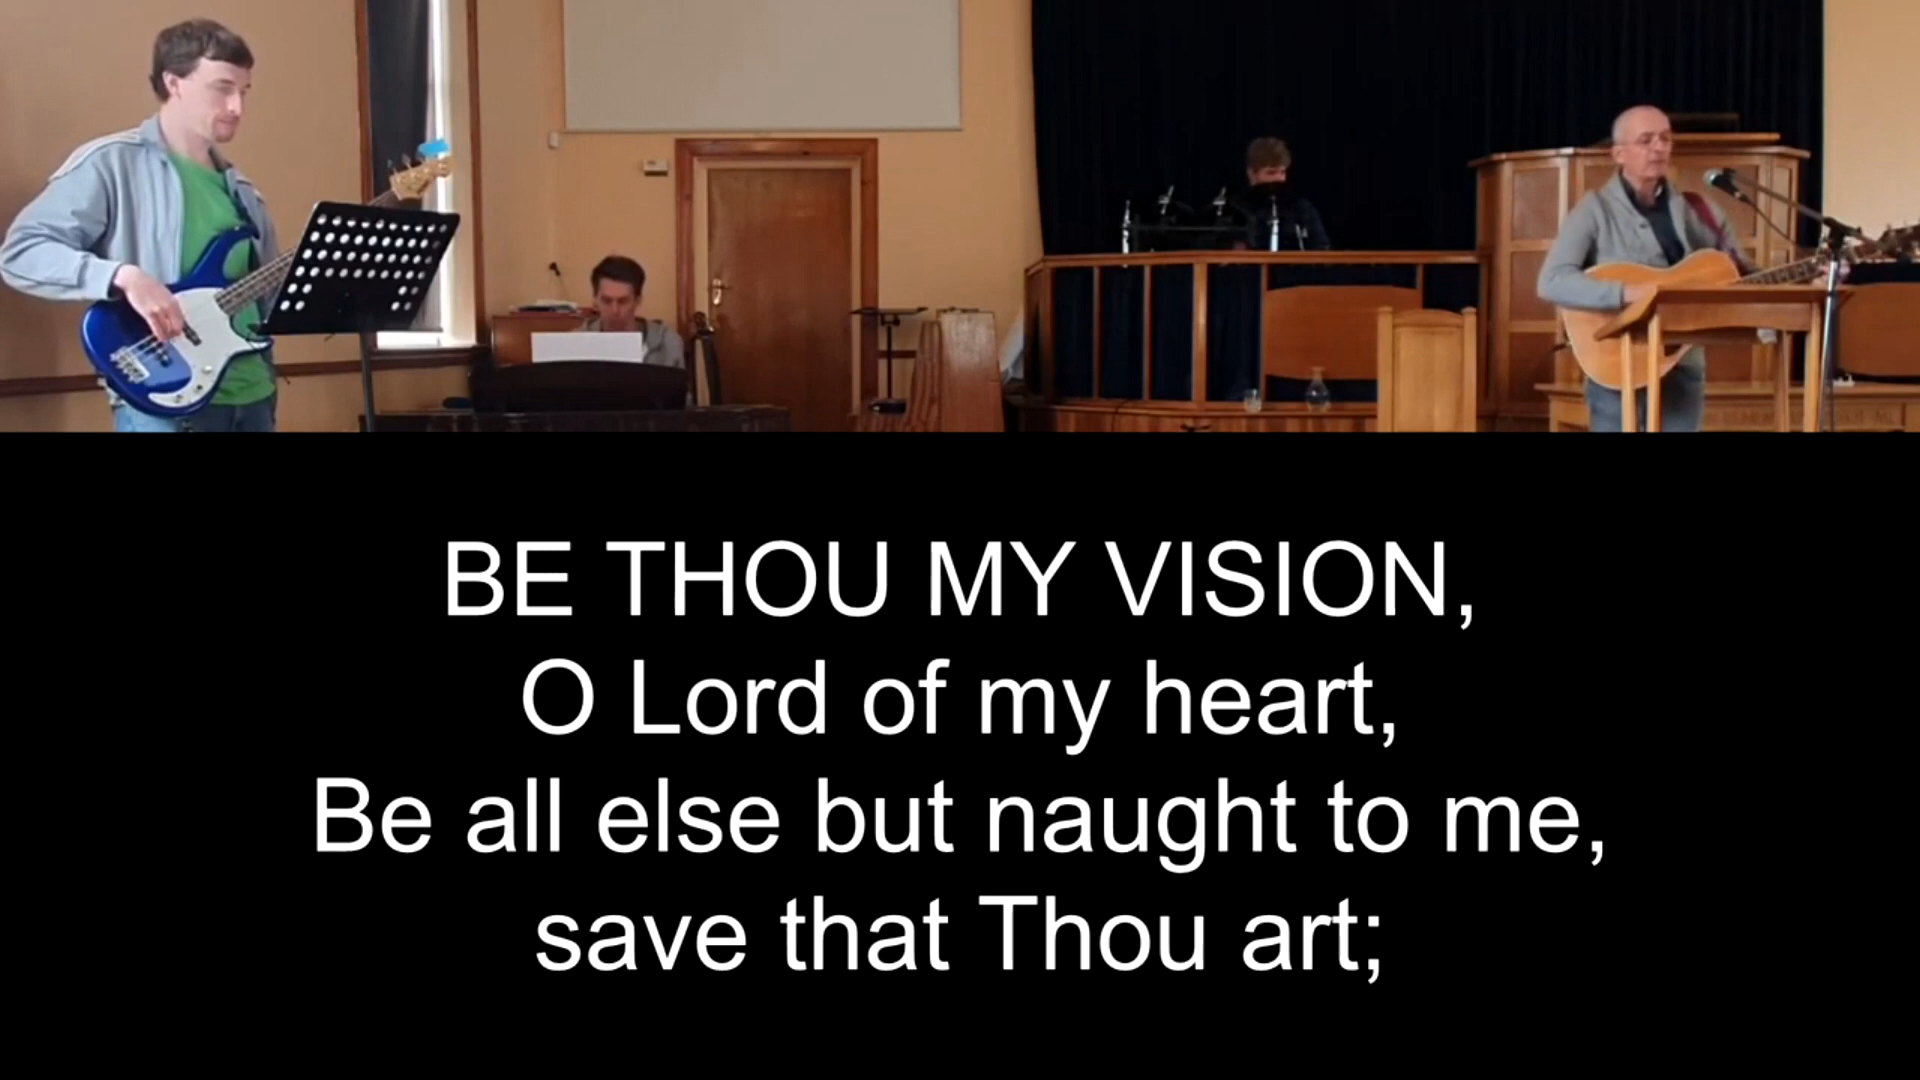 BE THOU MY VISION,
O Lord of my heart,
Be all else but naught to me,
save that Thou art;